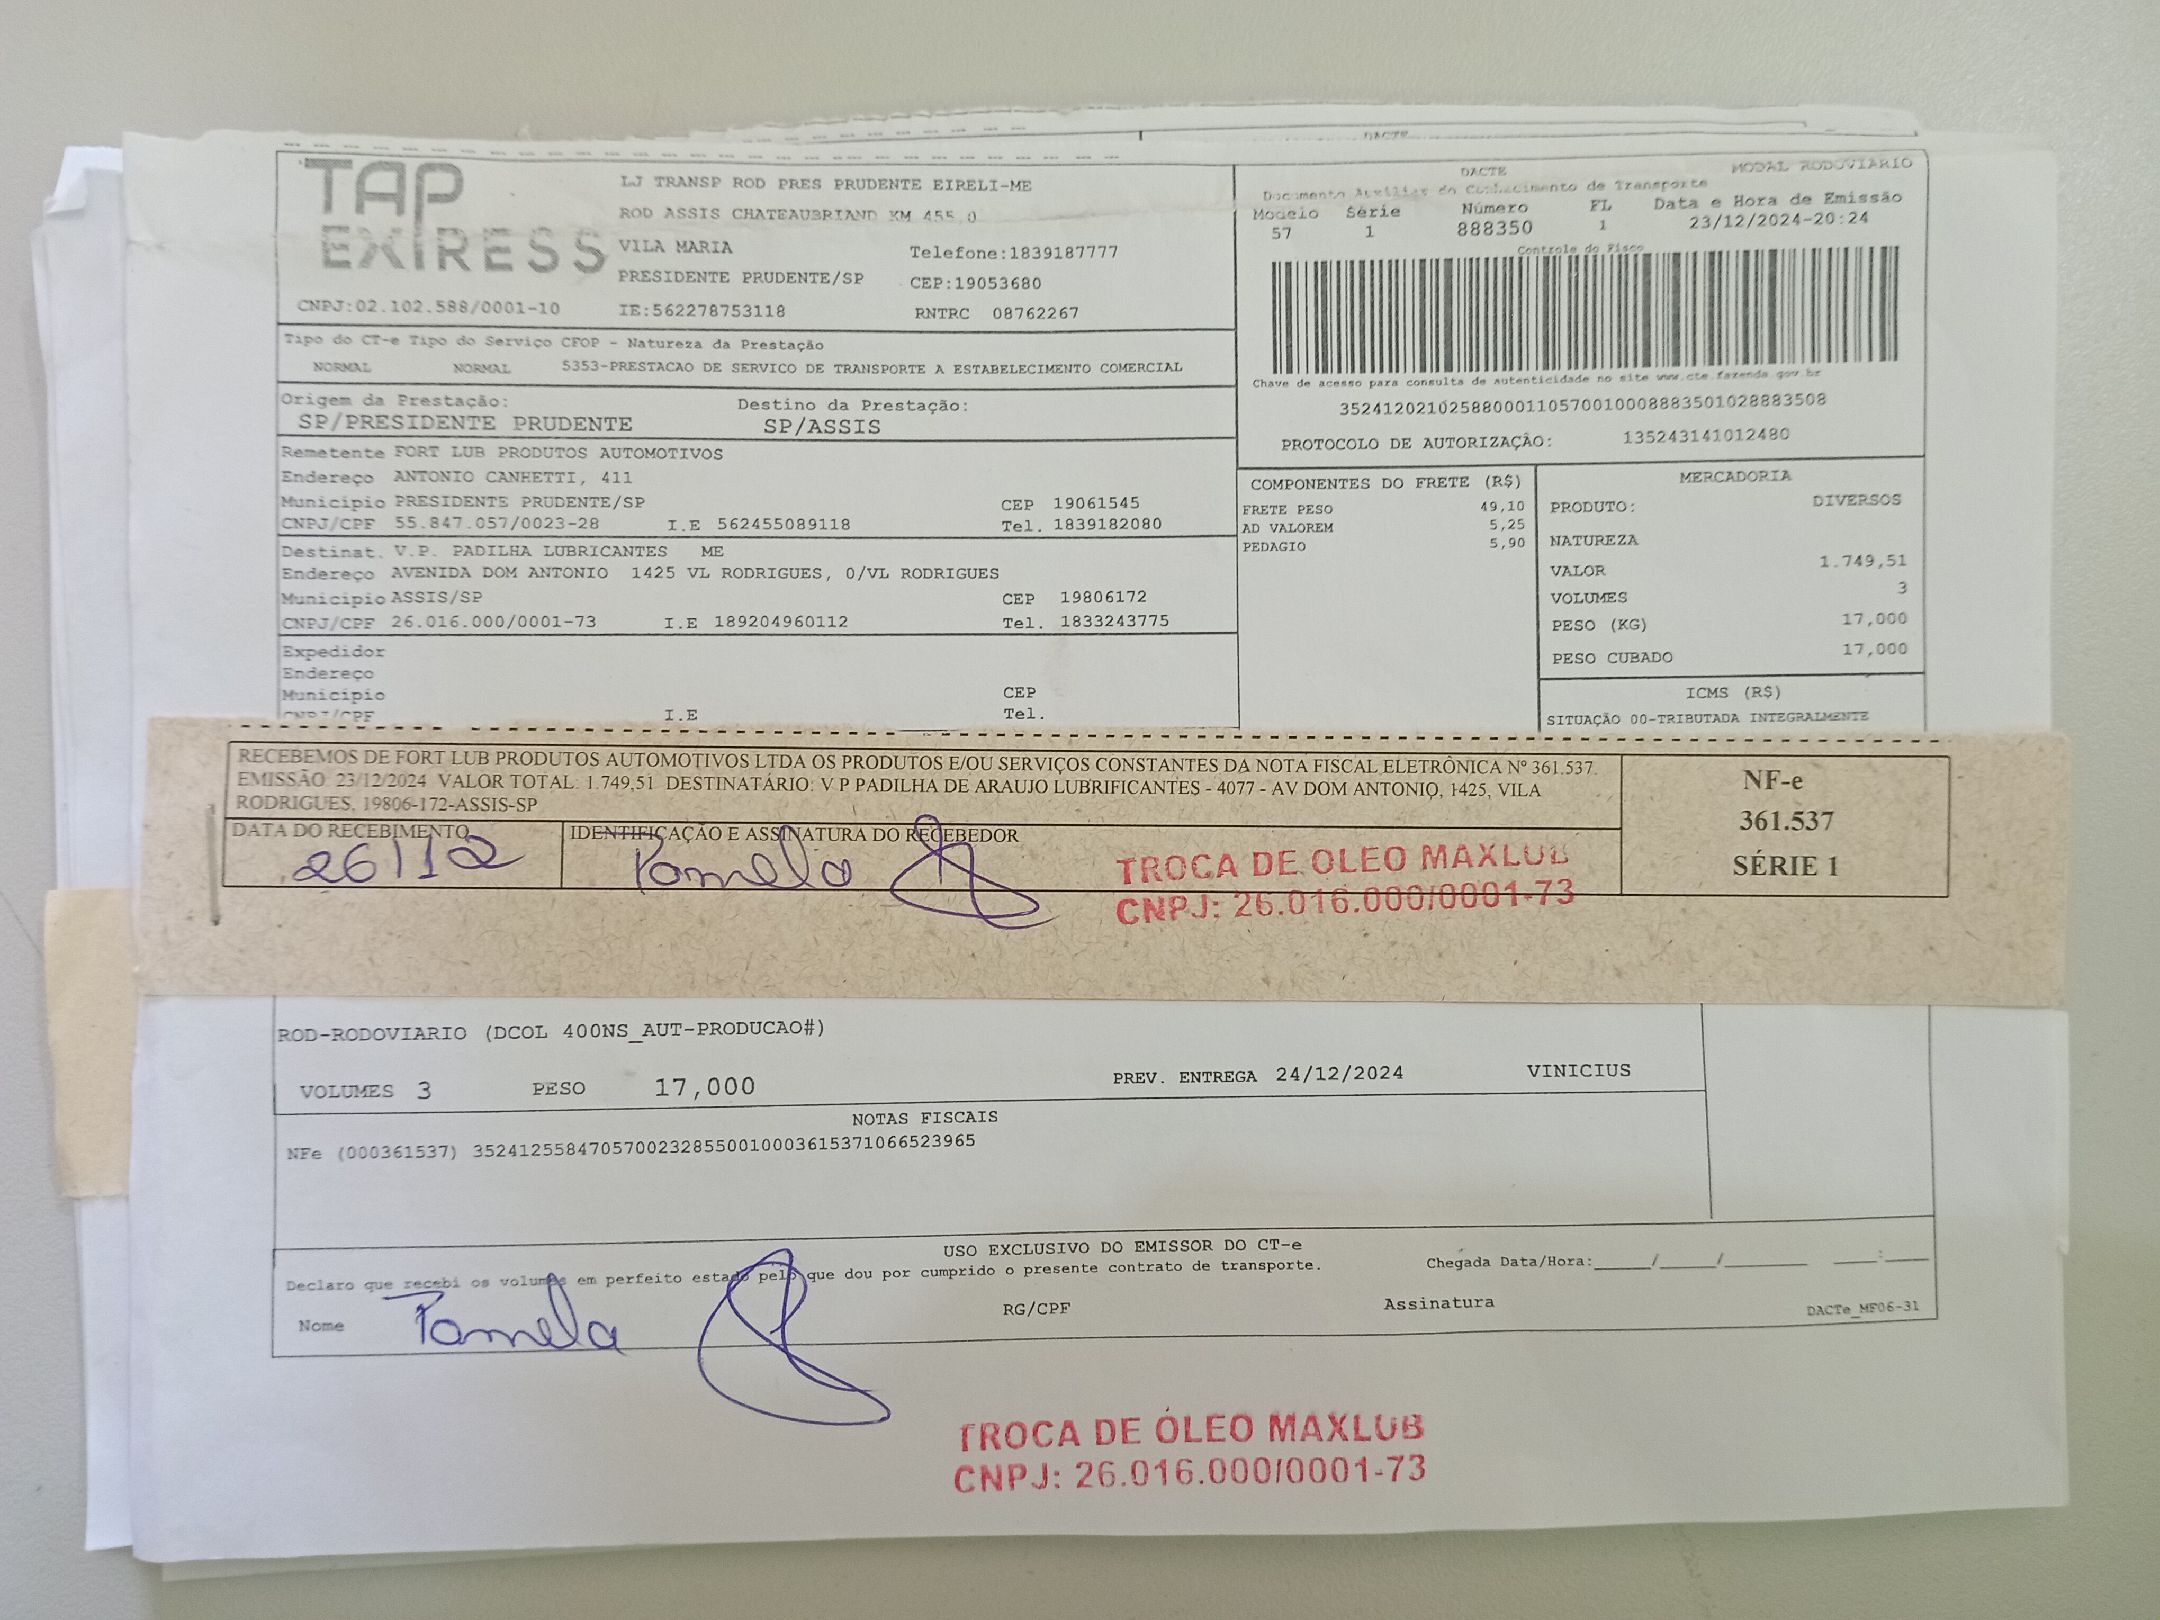 DACTE
TAP
EXPRESS
LJ TRANSP ROD PRES PRUDENTE EIRELI-ME
ROD ASSIS CHATEAUBRIAND KM 455 0
VILA MARIA Telefone:1839187777
PRESIDENTE PRUDENTE/SP CEP:19053680
CNPJ:02.102.588/0001-10 IE:562278753118 RNTRC 08762267
DACTE MODAL RODOVIARIO
Documento Auxiliar do Conhecimento de Transporte
Modelo Série Número FL Data e Hora de Emissão
57 1 888350 1 23/12/2024-20:24
Controle do Fisco
Chave de acesso para consulta de autenticidade no site www.cte.fazenda.gov.br
35241202102588000110570010008883501028883508
PROTOCOLO DE AUTORIZAÇÃO: 135243141012480
Tipo do CT-e Tipo do Serviço CFOP - Natureza da Prestação
NORMAL NORMAL 5353-PRESTACAO DE SERVICO DE TRANSPORTE A ESTABELECIMENTO COMERCIAL
Origem da Prestação: Destino da Prestação:
SP/PRESIDENTE PRUDENTE SP/ASSIS
Remetente FORT LUB PRODUTOS AUTOMOTIVOS
Endereço ANTONIO CANHETTI, 411
Municipio PRESIDENTE PRUDENTE/SP CEP 19061545
CNPJ/CPF 55.847.057/0023-28 I.E 562455089118 Tel. 1839182080
Destinat. V.P. PADILHA LUBRICANTES ME
Endereço AVENIDA DOM ANTONIO 1425 VL RODRIGUES, 0/VL RODRIGUES
Municipio ASSIS/SP CEP 19806172
CNPJ/CPF 26.016.000/0001-73 I.E 189204960112 Tel. 1833243775
Expedidor
Endereço
Municipio CEP
CNPJ/CPF I.E Tel.
COMPONENTES DO FRETE (R$)
FRETE PESO 49,10
AD VALOREM 5,25
PEDAGIO 5,90
MERCADORIA
PRODUTO: DIVERSOS
NATUREZA
VALOR 1.749,51
VOLUMES 3
PESO (KG) 17,000
PESO CUBADO 17,000
ICMS (R$)
SITUAÇÃO 00-TRIBUTADA INTEGRALMENTE
RECEBEMOS DE FORT LUB PRODUTOS AUTOMOTIVOS LTDA OS PRODUTOS E/OU SERVIÇOS CONSTANTES DA NOTA FISCAL ELETRÔNICA Nº 361.537.
EMISSÃO: 23/12/2024 VALOR TOTAL: 1.749,51 DESTINATÁRIO: V P PADILHA DE ARAUJO LUBRIFICANTES - 4077 - AV DOM ANTONIO, 1425, VILA
RODRIGUES, 19806-172-ASSIS-SP
DATA DO RECEBIMENTO IDENTIFICAÇÃO E ASSINATURA DO RECEBEDOR
26/12 Pamela
NF-e
361.537
SÉRIE 1
TROCA DE OLEO MAXLUB
CNPJ: 26.016.000/0001-73
ROD-RODOVIARIO (DCOL 400NS_AUT-PRODUCAO#)
VOLUMES 3 PESO 17,000 PREV. ENTREGA 24/12/2024 VINICIUS
NOTAS FISCAIS
NFe (000361537) 35241255847057002328550010003615371066523965
USO EXCLUSIVO DO EMISSOR DO CT-e
Declaro que recebi os volumes em perfeito estado pelo que dou por cumprido o presente contrato de transporte. Chegada Data/Hora:____/____/______ ___:___
Nome Pamela RG/CPF Assinatura DACTe_MF06-31
TROCA DE ÓLEO MAXLUB
CNPJ: 26.016.000/0001-73